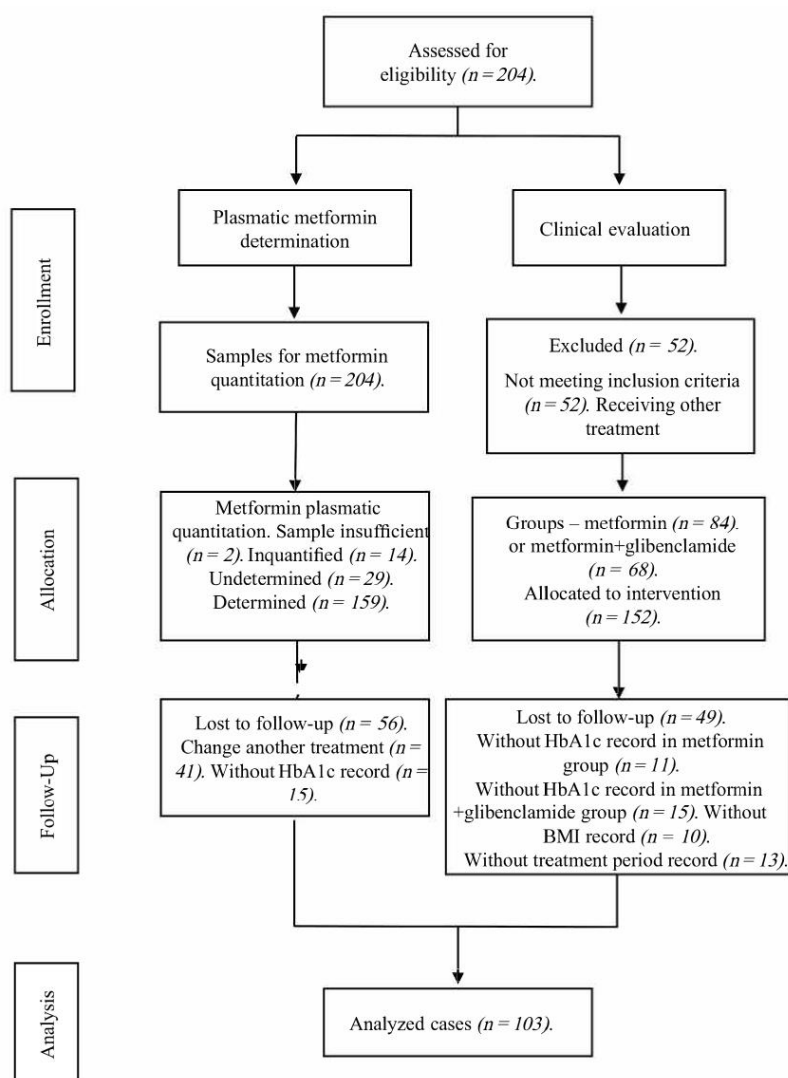 Assessed for
eligibility (n = 204).
Enrollment
Plasmatic metformin
determination
Clinical evaluation
Samples for metformin
quantitation (n = 204).
Excluded (n = 52).
Not meeting inclusion criteria
(n = 52). Receiving other
treatment
Allocation
Metformin plasmatic
quantitation. Sample insufficient
(n = 2). Inquantified (n = 14).
Undetermined (n = 29).
Determined (n = 159).
Groups – metformin (n = 84).
or metformin+glibenclamide
(n = 68).
Allocated to intervention
(n = 152).
Follow-Up
Lost to follow-up (n = 56).
Change another treatment (n =
41). Without HbA1c record (n =
15).
Lost to follow-up (n = 49).
Without HbA1c record in metformin
group (n = 11).
Without HbA1c record in metformin
+glibenclamide group (n = 15). Without
BMI record (n = 10).
Without treatment period record (n = 13).
Analysis
Analyzed cases (n = 103).